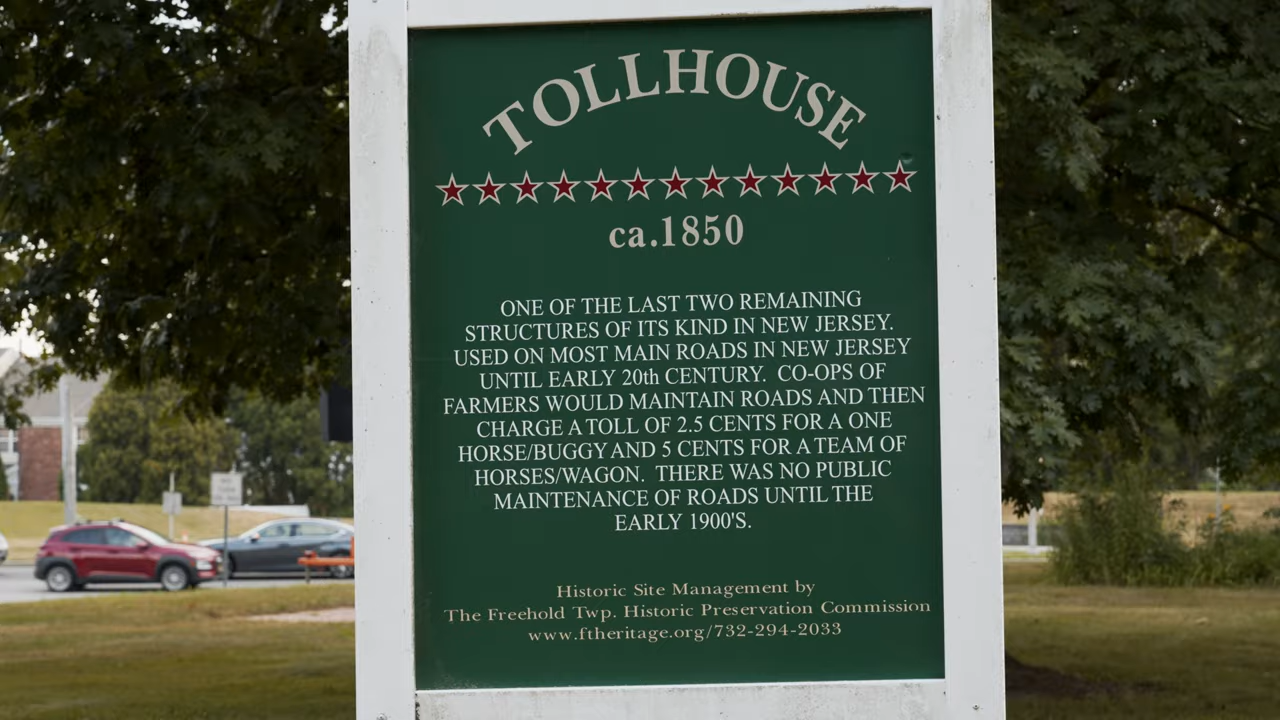 TOLLHOUSE
ca.1850
ONE OF THE LAST TWO REMAINING
STRUCTURES OF ITS KIND IN NEW JERSEY.
USED ON MOST MAIN ROADS IN NEW JERSEY
UNTIL EARLY 20th CENTURY. CO-OPS OF
FARMERS WOULD MAINTAIN ROADS AND THEN
CHARGE A TOLL OF 2.5 CENTS FOR A ONE
HORSE/BUGGY AND 5 CENTS FOR A TEAM OF
HORSES/WAGON. THERE WAS NO PUBLIC
MAINTENANCE OF ROADS UNTIL THE
EARLY 1900'S.
Historic Site Management by
The Freehold Twp. Historic Preservation Commission
www.ftheritage.org/732-294-2033